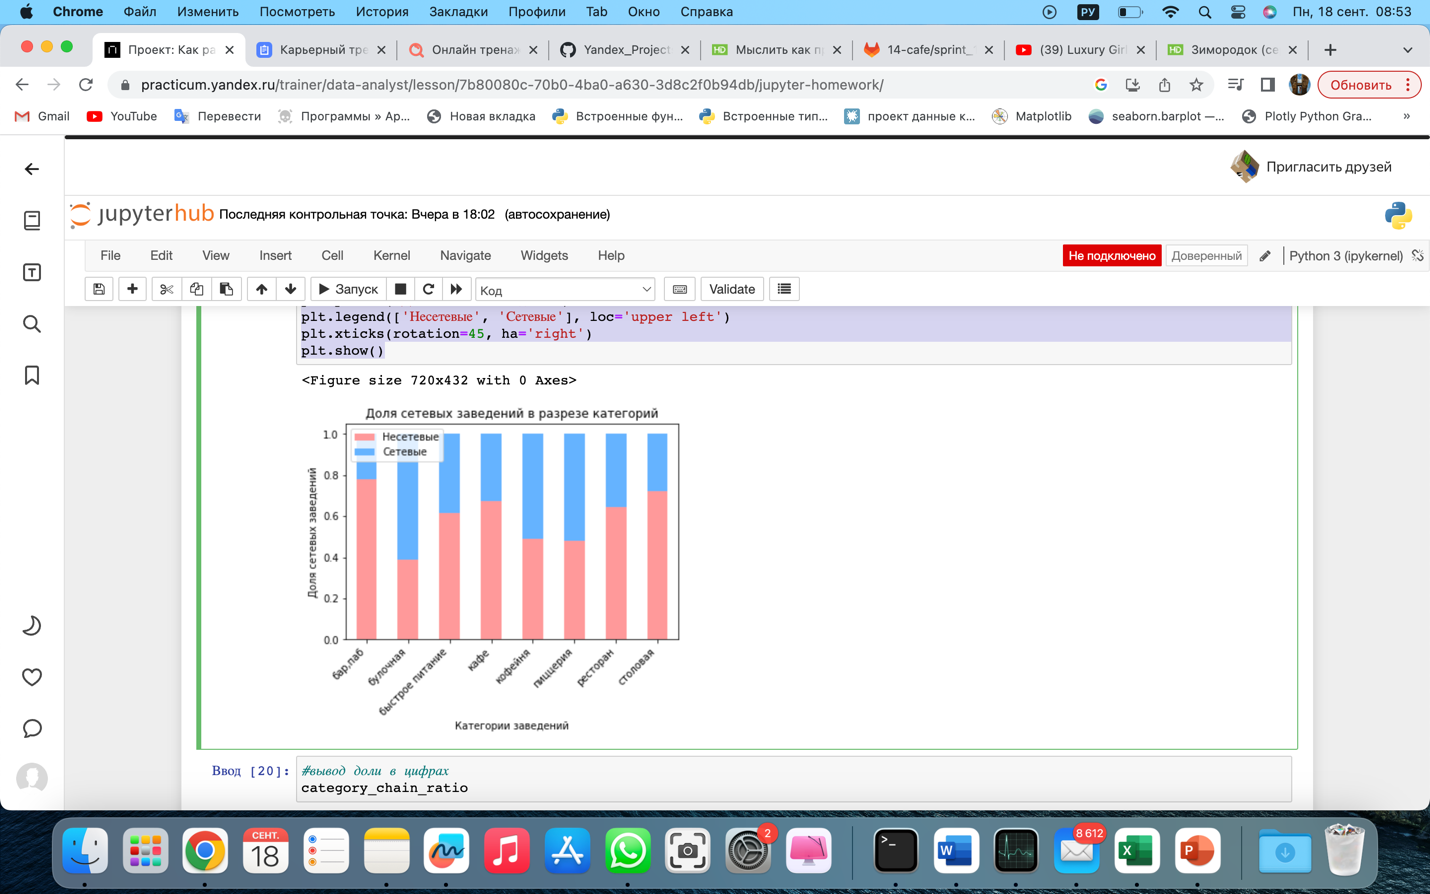 Chrome Файл Изменить Посмотреть История Закладки Профили Tab Окно Справка РУ Пн, 18 сент. 08:53
Проект: Как ра Карьерный тре Онлайн тренаж Yandex_Project Мыслить как п 14-cafe/sprint_ (39) Luxury Girl Зимородок (се
practicum.yandex.ru/trainer/data-analyst/lesson/7b80080c-70b0-4ba0-a630-3d8c2f0b94db/jupyter-homework/ Обновить
Gmail YouTube Перевести Программы » Ap... Новая вкладка Встроенные фун... Встроенные тип... проект данные к... Matplotlib seaborn.barplot —... Plotly Python Gra... »
Пригласить друзей
jupyterhub Последняя контрольная точка: Вчера в 18:02 (автосохранение)
File Edit View Insert Cell Kernel Navigate Widgets Help Не подключено Доверенный Python 3 (ipykernel)
Запуск Код Validate
plt.legend(['Несетевые', 'Сетевые'], loc='upper left')
plt.xticks(rotation=45, ha='right')
plt.show()
<Figure size 720x432 with 0 Axes>
Доля сетевых заведений в разрезе категорий
Несетевые
Сетевые
1.0
0.8
0.6
0.4
0.2
0.0
Доля сетевых заведений
бар,паб булочная быстрое питание кафе кофейня пиццерия ресторан столовая
Категории заведений
Ввод [20]: #вывод доли в цифрах
category_chain_ratio
СЕНТ.
18
2
8 612